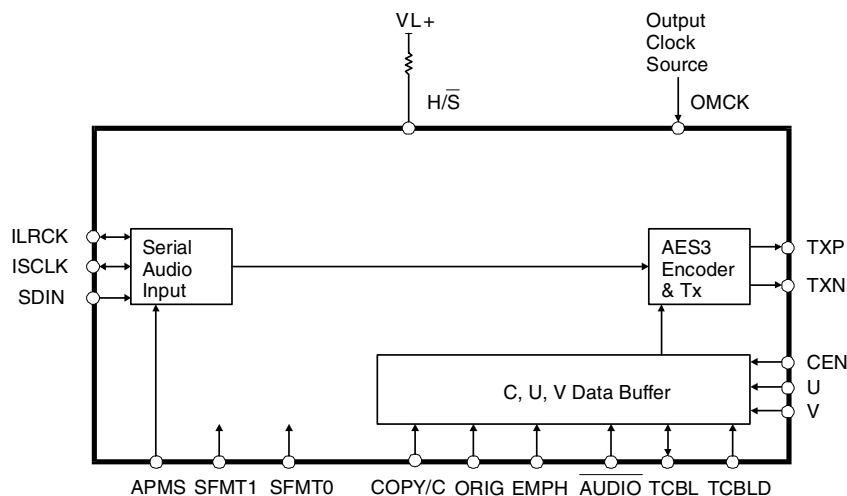 VL+
Output
Clock
Source
H/S̅
OMCK
ILRCK
ISCLK
SDIN
Serial
Audio
Input
AES3
Encoder
& Tx
TXP
TXN
CEN
U
V
C, U, V Data Buffer
APMS SFMT1 SFMT0 COPY/C ORIG EMPH A̅U̅D̅I̅O̅ TCBL TCBLD